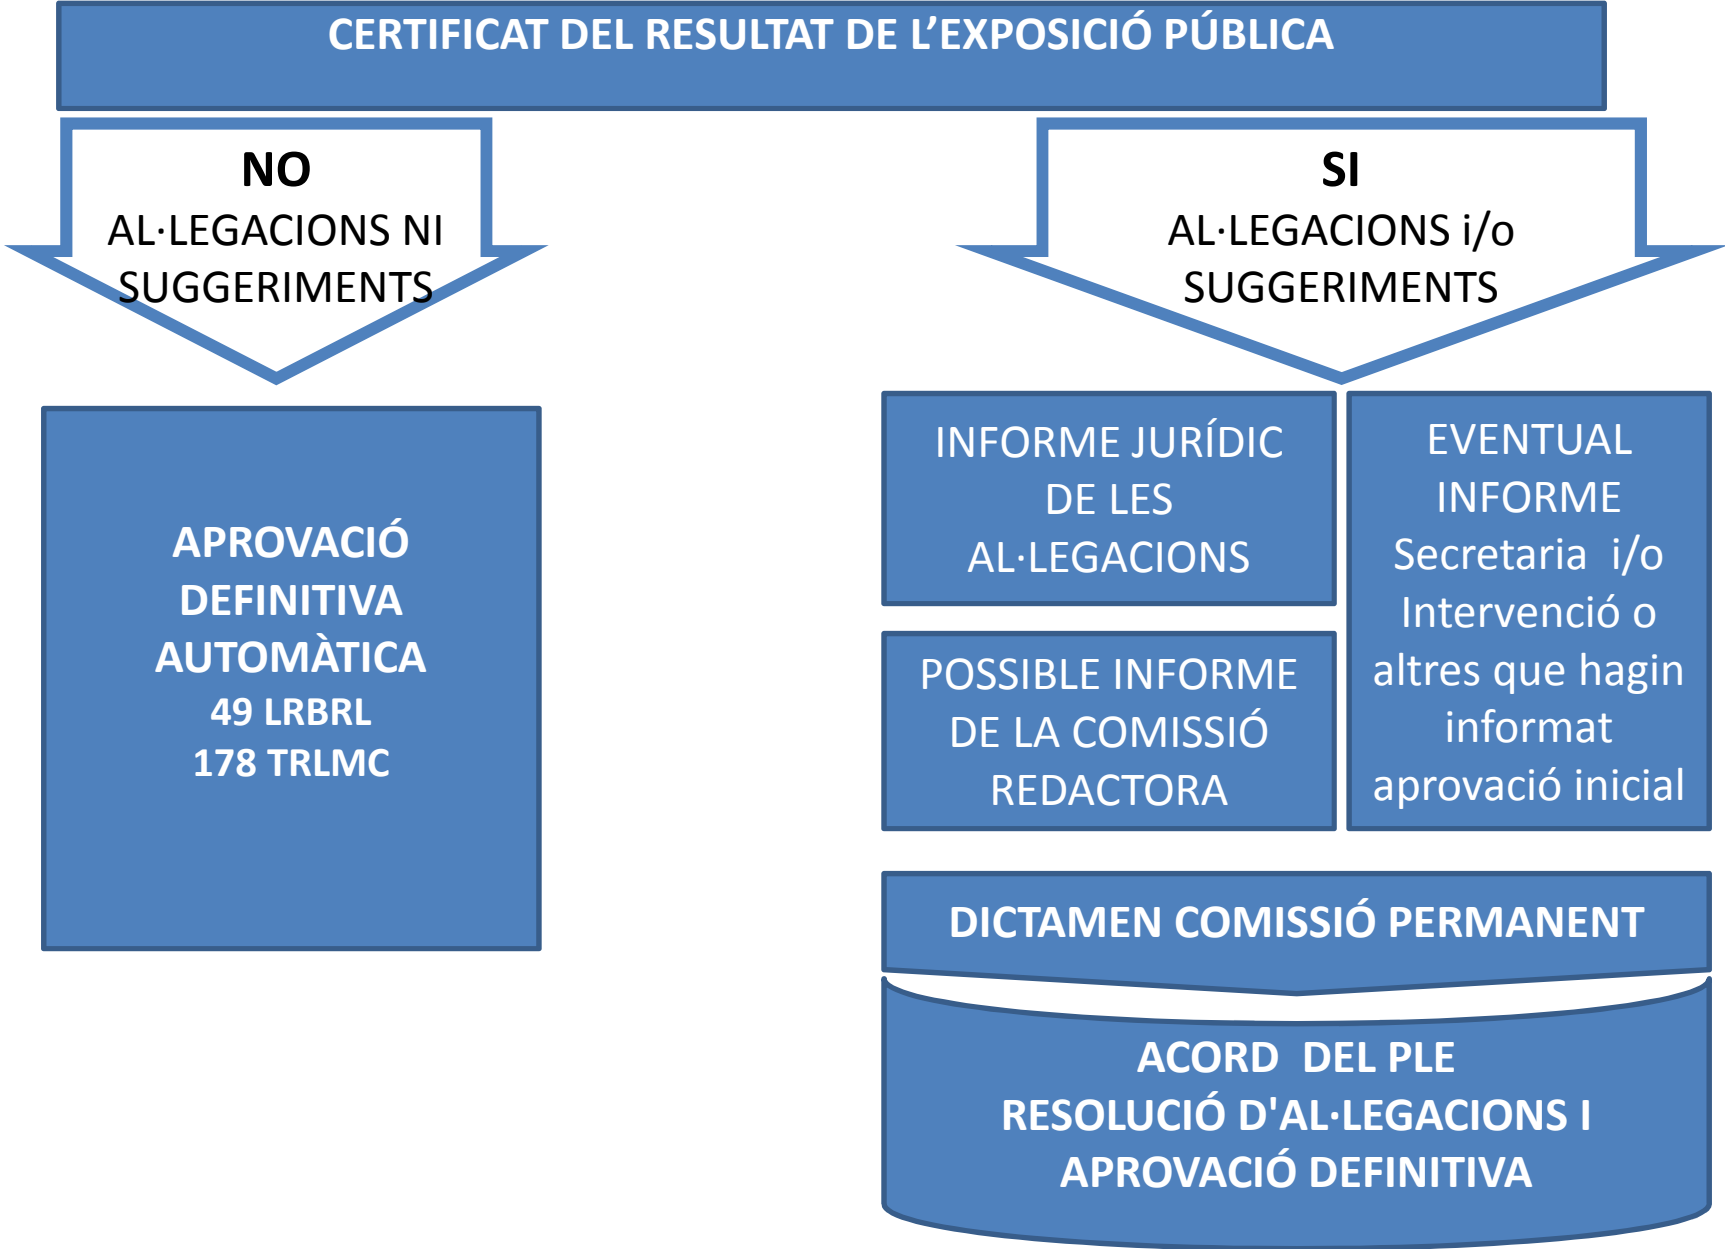 CERTIFICAT DEL RESULTAT DE L’EXPOSICIÓ PÚBLICA
NO
AL·LEGACIONS NI
SUGGERIMENTS
SI
AL·LEGACIONS i/o
SUGGERIMENTS
APROVACIÓ
DEFINITIVA
AUTOMÀTICA
49 LRBRL
178 TRLMC
INFORME JURÍDIC
DE LES
AL·LEGACIONS
POSSIBLE INFORME
DE LA COMISSIÓ
REDACTORA
EVENTUAL
INFORME
Secretaria  i/o
Intervenció o
altres que hagin
informat
aprovació inicial
DICTAMEN COMISSIÓ PERMANENT
ACORD  DEL PLE
RESOLUCIÓ D'AL·LEGACIONS I
APROVACIÓ DEFINITIVA